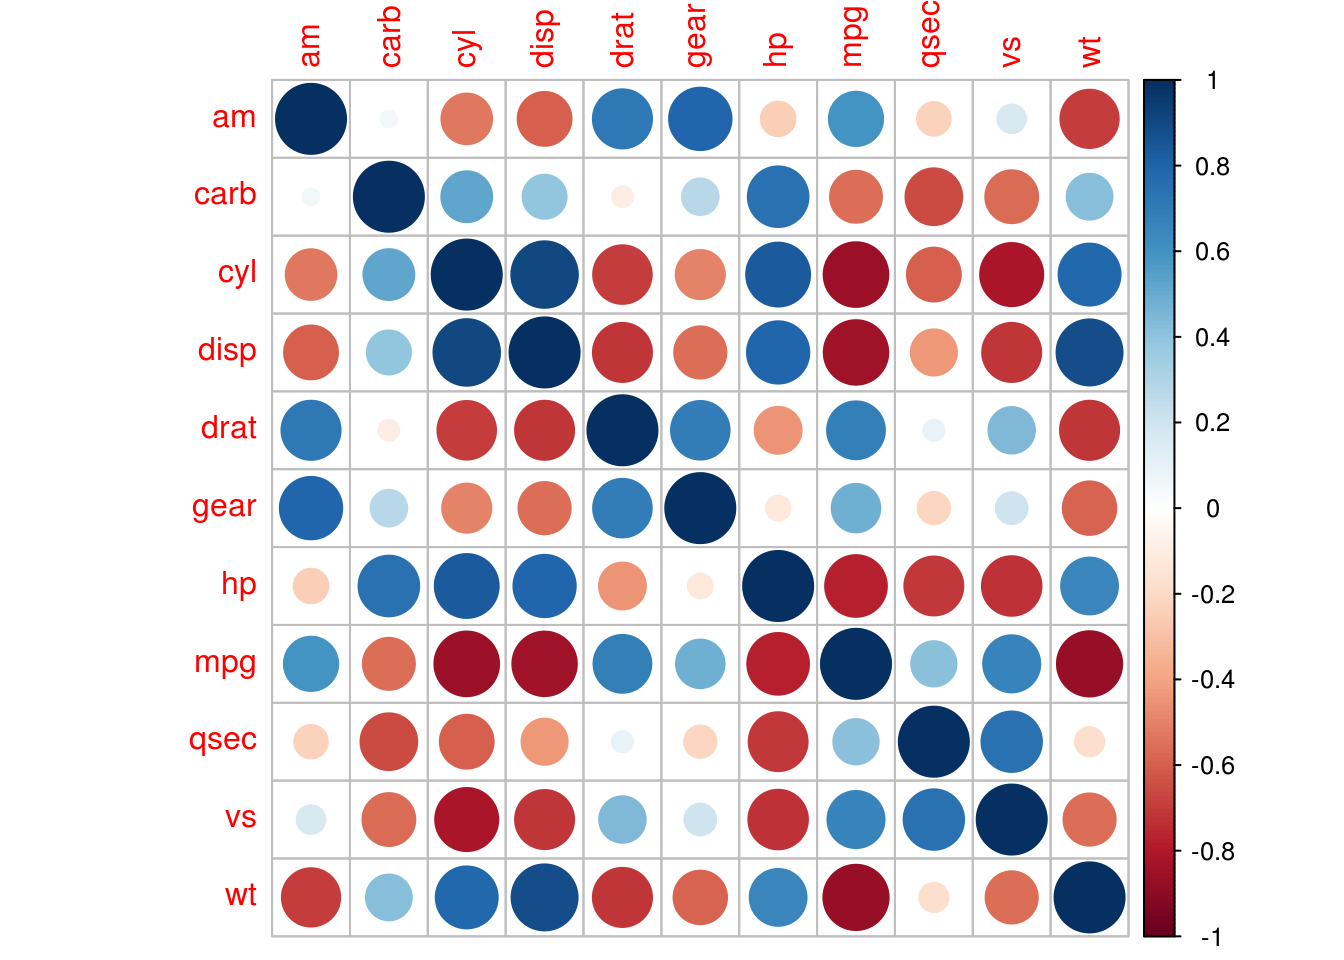 am carb cyl disp drat gear hp mpg qsec vs wt
am
carb
cyl
disp
drat
gear
hp
mpg
qsec
vs
wt
1
0.8
0.6
0.4
0.2
0
-0.2
-0.4
-0.6
-0.8
-1